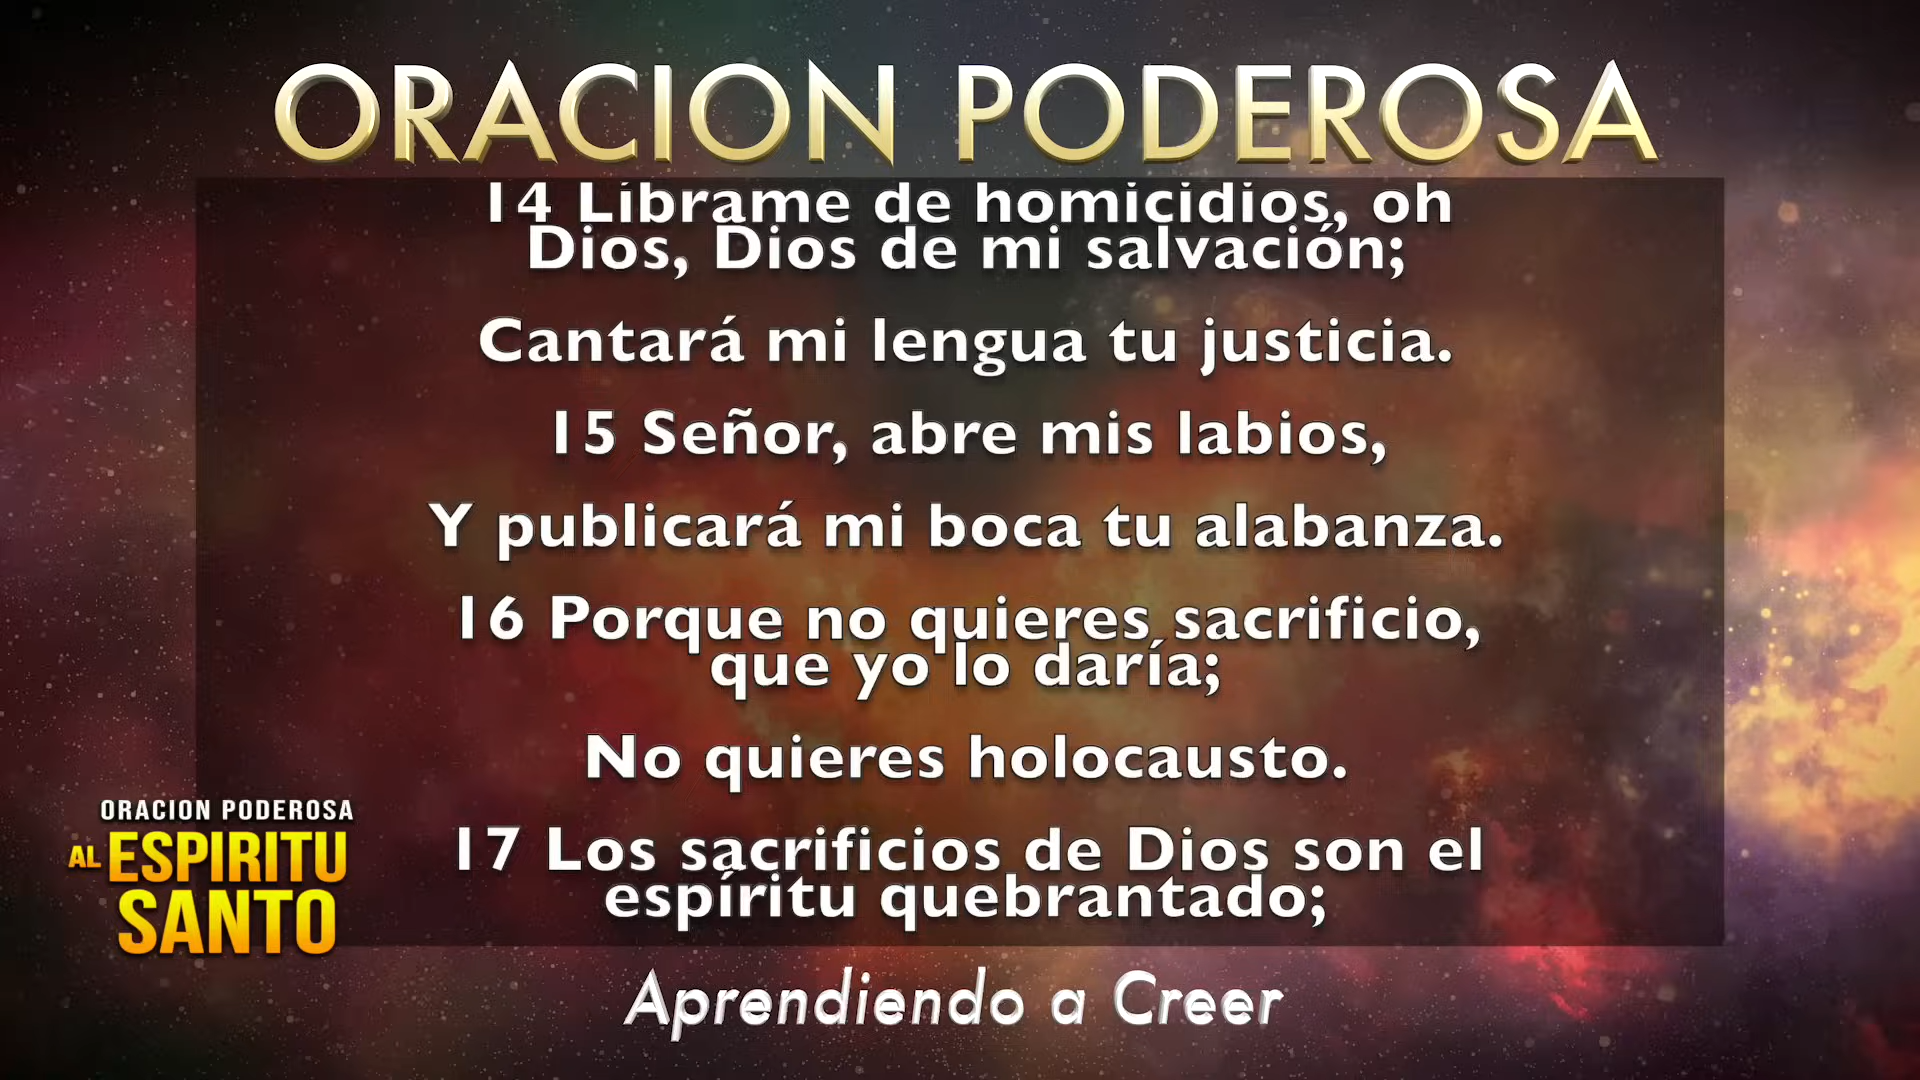 ORACION PODEROSA
14 Líbrame de homicidios, oh
Dios, Dios de mi salvación;
Cantará mi lengua tu justicia.
15 Señor, abre mis labios,
Y publicará mi boca tu alabanza.
16 Porque no quieres sacrificio,
que yo lo daría;
No quieres holocausto.
17 Los sacrificios de Dios son el
espíritu quebrantado;
ORACION PODEROSA
AL ESPIRITU
SANTO
Aprendiendo a Creer